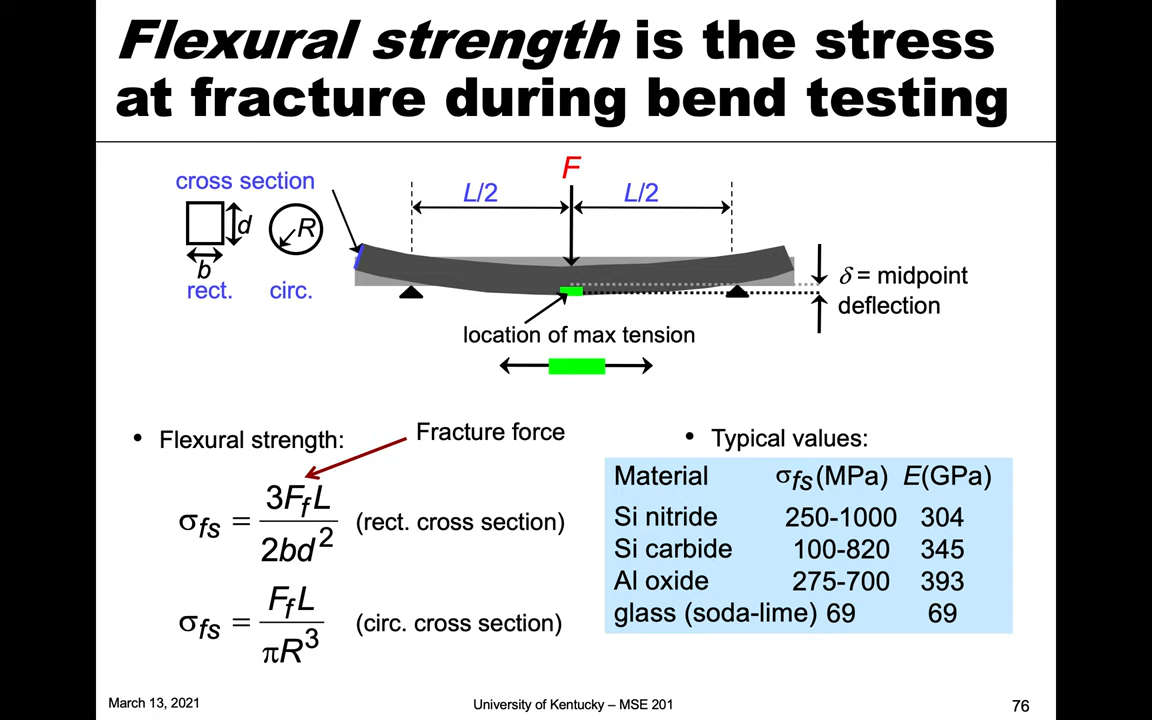 Flexural strength is the stress
at fracture during bend testing
cross section
d
R
b
rect.
circ.
L/2
F
L/2
δ = midpoint
deflection
location of max tension
• Flexural strength:
Fracture force
σfs = 3FfL / 2bd² (rect. cross section)
σfs = FfL / πR³ (circ. cross section)
• Typical values:
Material σfs (MPa) E(GPa)
Si nitride 250-1000 304
Si carbide 100-820 345
Al oxide 275-700 393
glass (soda-lime) 69 69
March 13, 2021
University of Kentucky – MSE 201
76